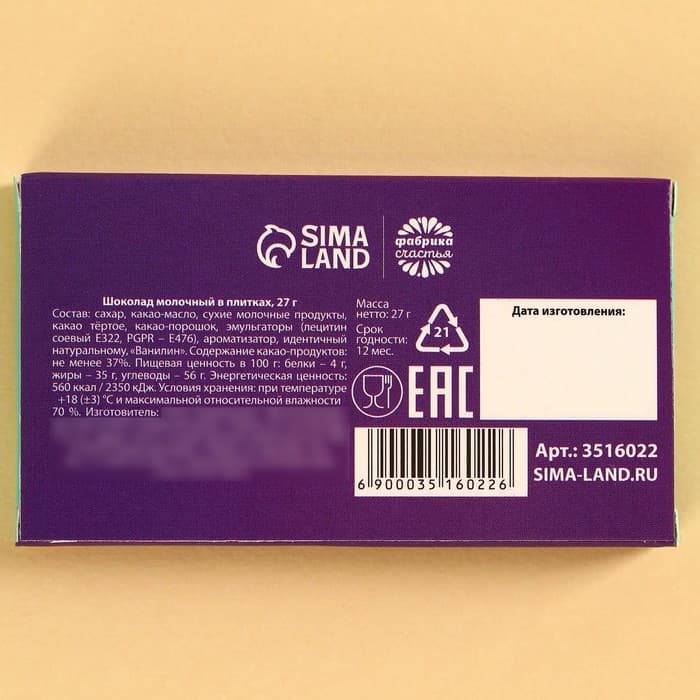 SIMA
LAND
фабрика
счастья
Шоколад молочный в плитках, 27 г
Состав: сахар, какао-масло, сухие молочные продукты,
какао тёртое, какао-порошок, эмульгаторы (лецитин
соевый Е322, PGPR – Е476), ароматизатор, идентичный
натуральному, «Ванилин». Содержание какао-продуктов:
не менее 37%. Пищевая ценность в 100 г: белки – 4 г,
жиры – 35 г, углеводы – 56 г. Энергетическая ценность:
560 ккал / 2350 кДж. Условия хранения: при температуре
+18 (±3) °С и максимальной относительной влажности
70 %. Изготовитель:
Масса
нетто: 27 г
Срок
годности:
12 мес.
21
EAC
Дата изготовления:
6 900035 160226
Арт.: 3516022
SIMA-LAND.RU